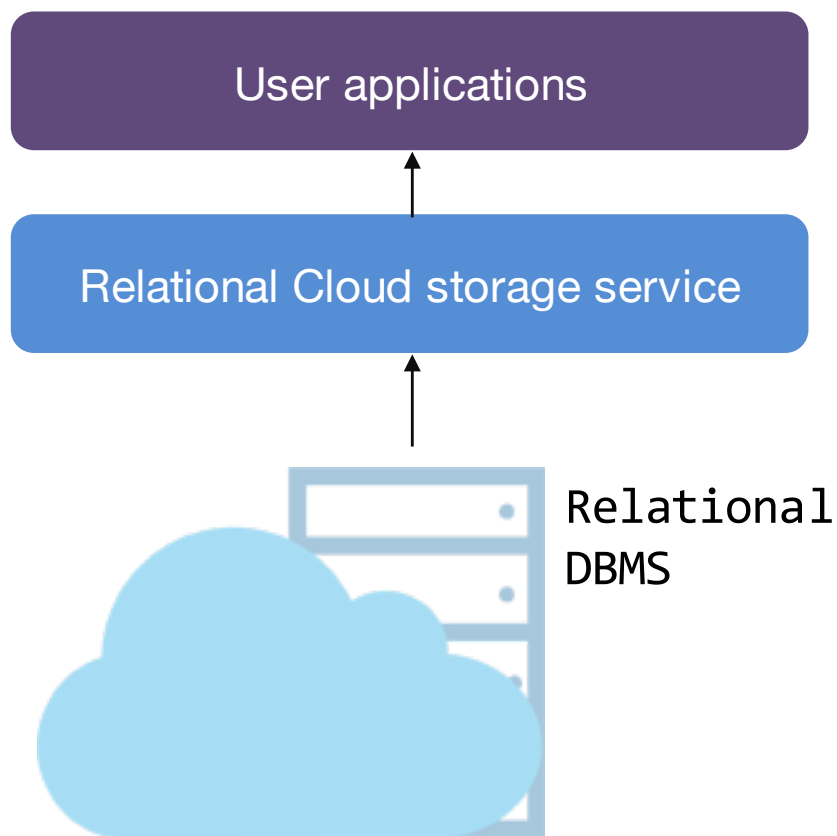 User applications
Relational Cloud storage service
Relational
DBMS